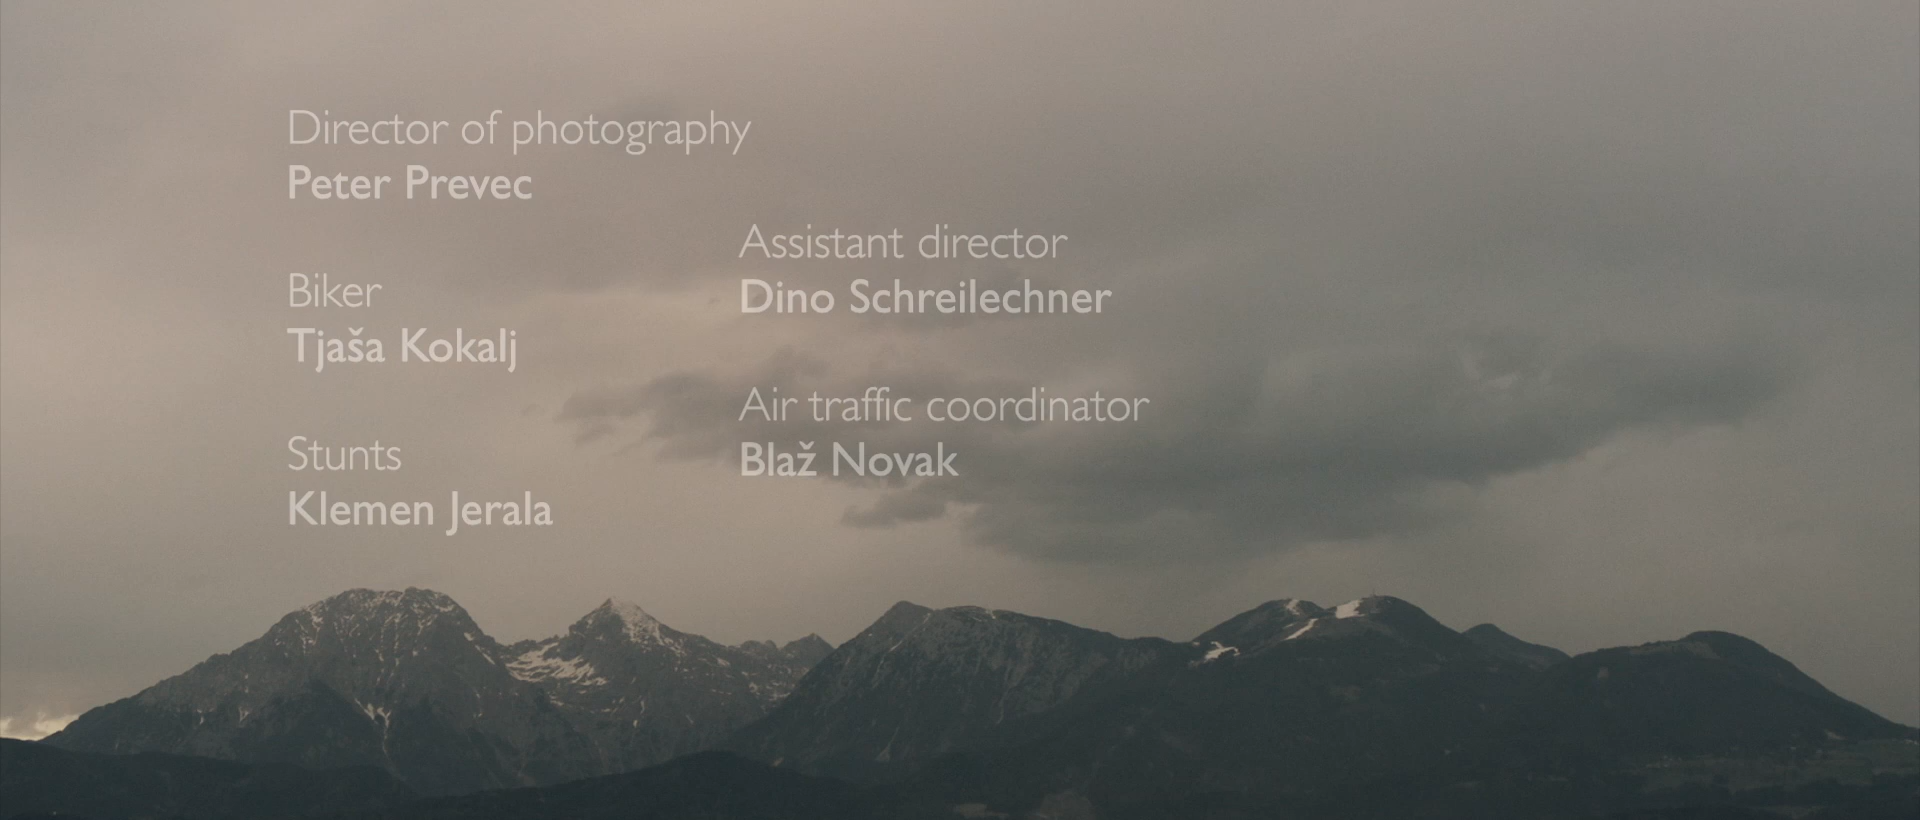 Director of photography
Peter Prevec
Biker
Tjaša Kokalj
Stunts
Klemen Jerala
Assistant director
Dino Schreilechner
Air traffic coordinator
Blaž Novak